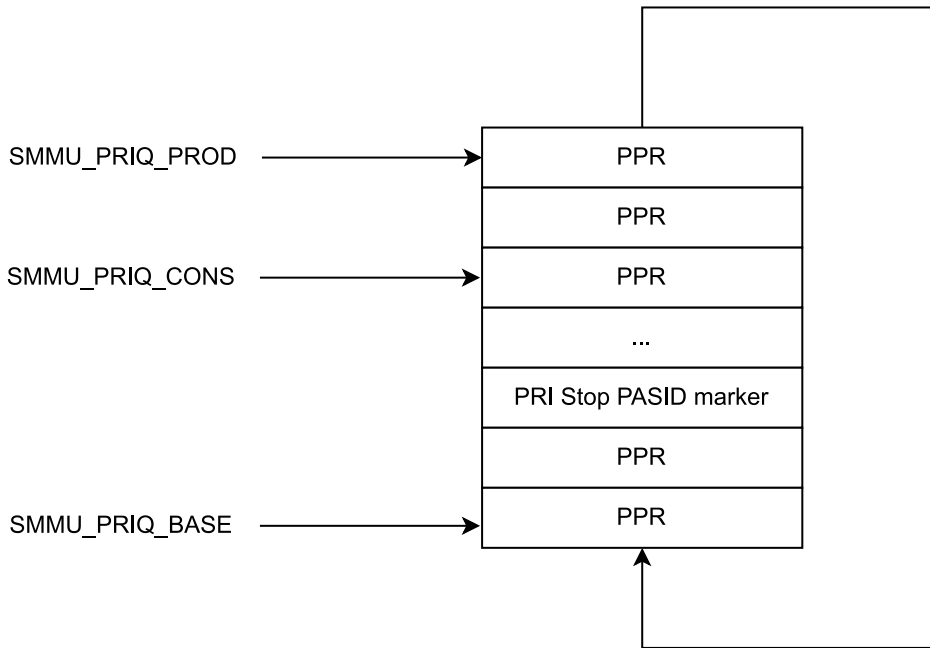 SMMU_PRIQ_PROD
PPR
PPR
SMMU_PRIQ_CONS
PPR
...
PRI Stop PASID marker
PPR
SMMU_PRIQ_BASE
PPR